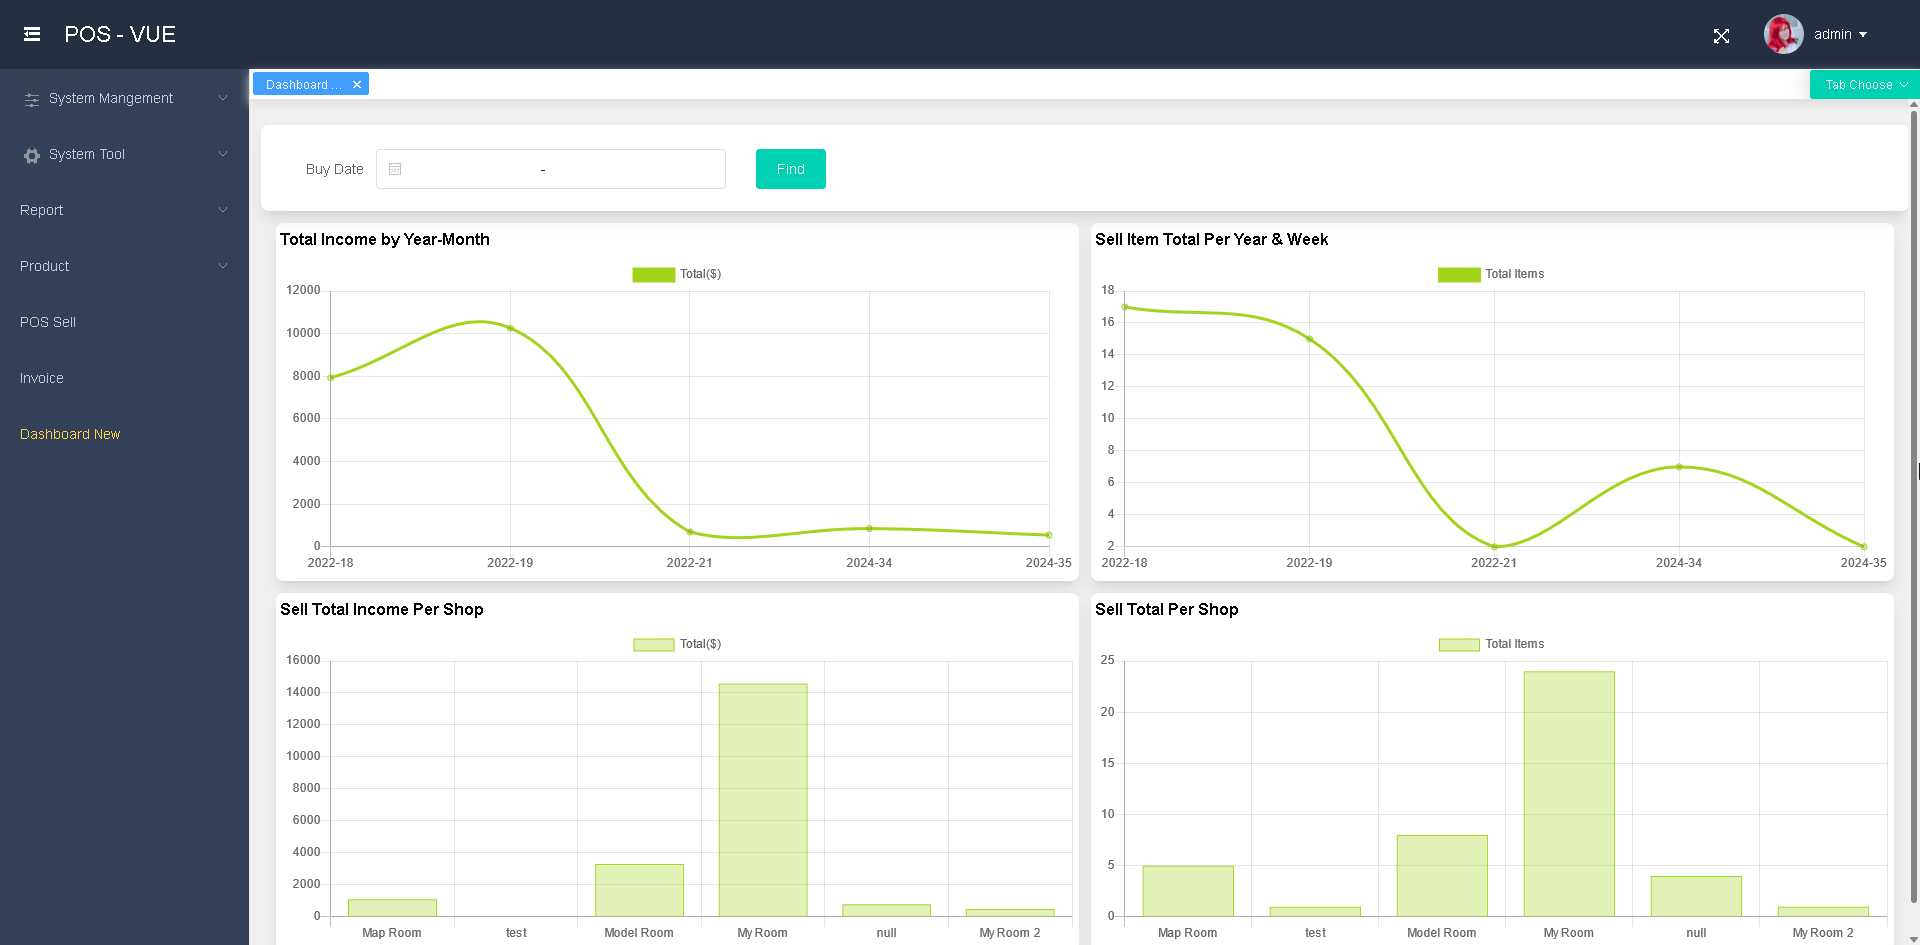 POS - VUE
admin
System Mangement
System Tool
Report
Product
POS Sell
Invoice
Dashboard New
Dashboard ...
Tab Choose
Buy Date - Find
Total Income by Year-Month
Total($)
12000
10000
8000
6000
4000
2000
0
2022-18 2022-19 2022-21 2024-34 2024-35
Sell Item Total Per Year & Week
Total Items
18
16
14
12
10
8
6
4
2
2022-18 2022-19 2022-21 2024-34 2024-35
Sell Total Income Per Shop
Total($)
16000
14000
12000
10000
8000
6000
4000
2000
0
Map Room test Model Room My Room null My Room 2
Sell Total Per Shop
Total Items
25
20
15
10
5
0
Map Room test Model Room My Room null My Room 2